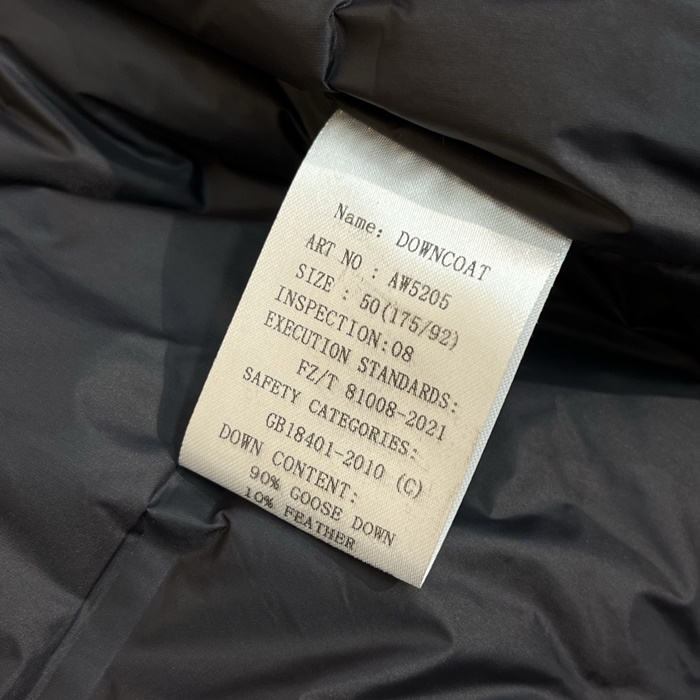 Name: DOWNCOAT
ART NO : AW5205
SIZE : 50(175/92)
INSPECTION:08
EXECUTION STANDARDS:
FZ/T 81008-2021
SAFETY CATEGORIES:
GB18401-2010 (C)
DOWN CONTENT:
90% GOOSE DOWN
10% FEATHER